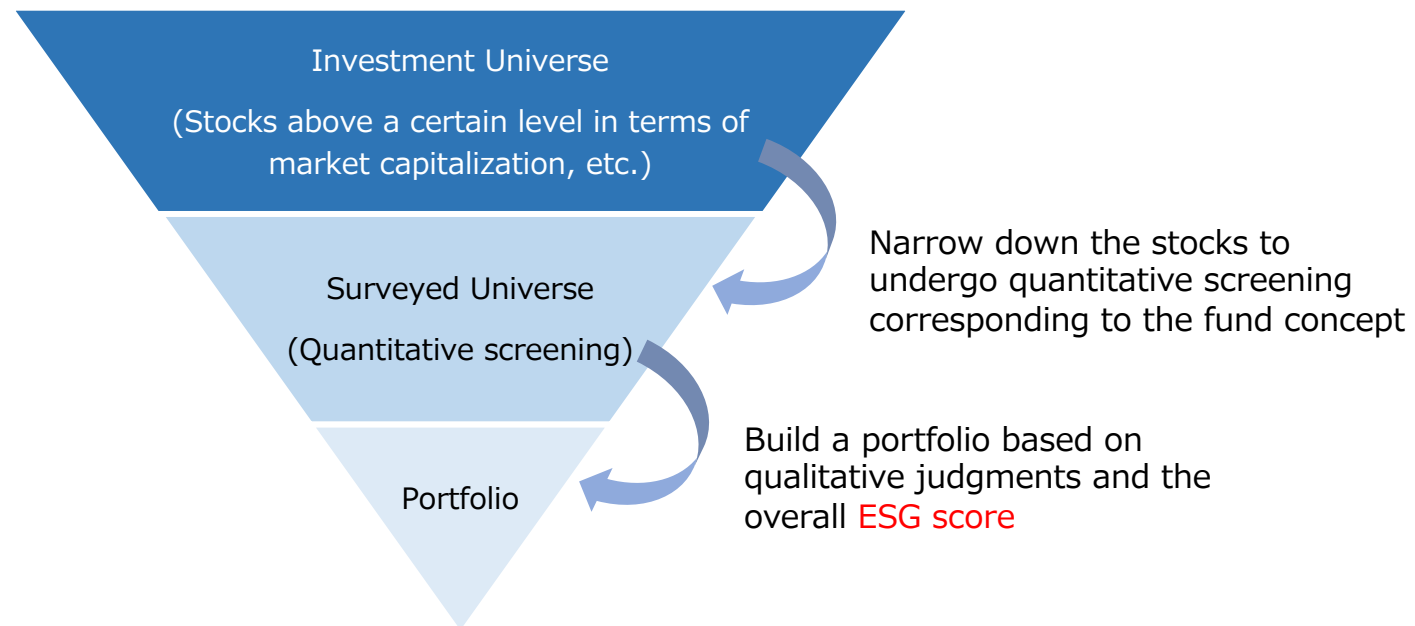 Investment Universe
(Stocks above a certain level in terms of
market capitalization, etc.)
Narrow down the stocks to
undergo quantitative screening
corresponding to the fund concept
Surveyed Universe
(Quantitative screening)
Build a portfolio based on
qualitative judgments and the
overall ESG score
Portfolio